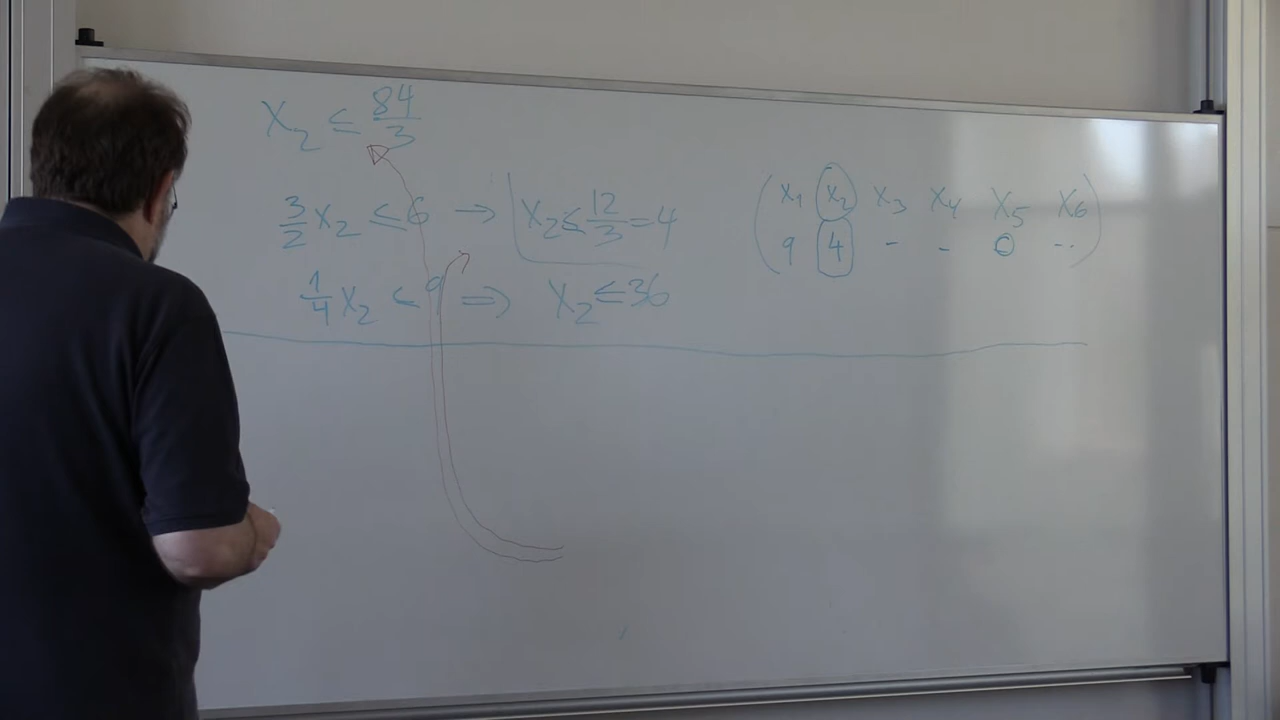 X₂ ≤ 84/3
3/2 X₂ ≤ 6 → X₂ ≤ 12/3 = 4
1/4 X₂ ≤ 9 ⇒ X₂ ≤ 36
( X₁ X₂ X₃ X₄ X₅ X₆ )
( 9 4 - - 0 -- )